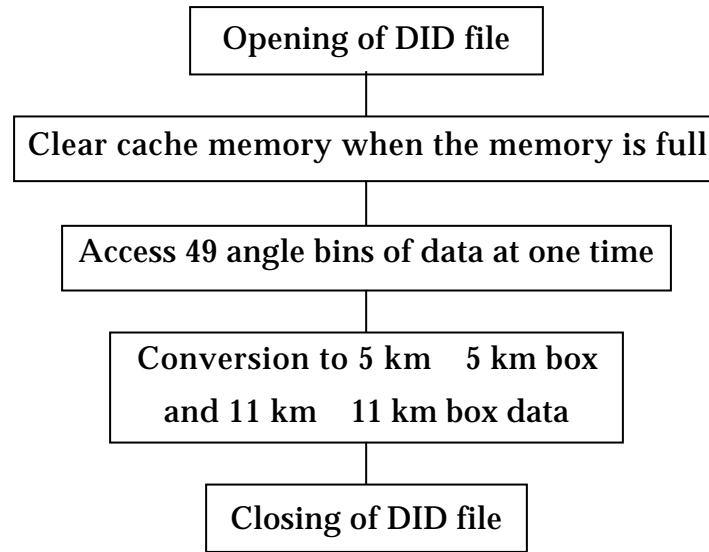 Opening of DID file
Clear cache memory when the memory is full
Access 49 angle bins of data at one time
Conversion to 5 km 5 km box
and 11 km 11 km box data
Closing of DID file